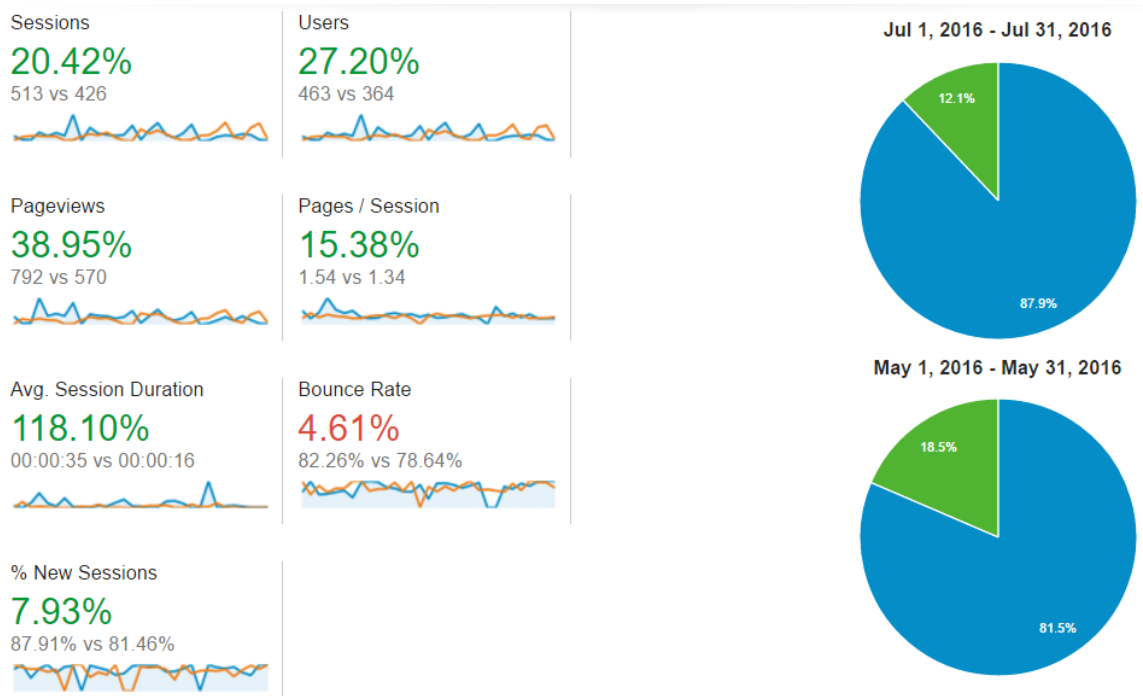 Sessions
20.42%
513 vs 426
Users
27.20%
463 vs 364
Pageviews
38.95%
792 vs 570
Pages / Session
15.38%
1.54 vs 1.34
Avg. Session Duration
118.10%
00:00:35 vs 00:00:16
Bounce Rate
4.61%
82.26% vs 78.64%
% New Sessions
7.93%
87.91% vs 81.46%
Jul 1, 2016 - Jul 31, 2016
12.1%
87.9%
May 1, 2016 - May 31, 2016
18.5%
81.5%